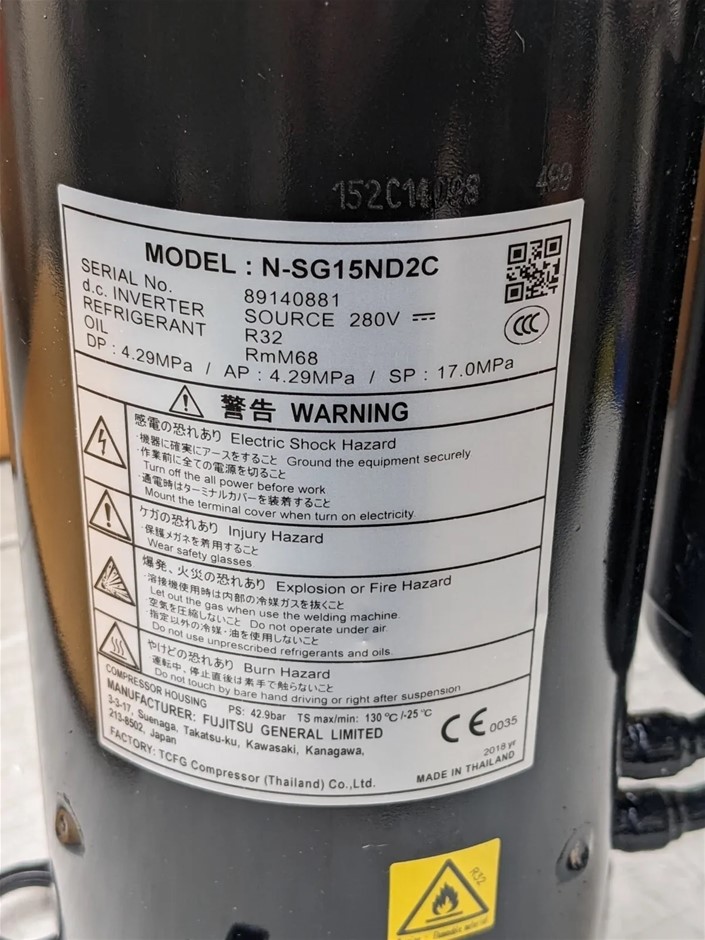 152C14008 499
MODEL : N-SG15ND2C
SERIAL No. 89140881
d.c. INVERTER SOURCE 280V
REFRIGERANT R32
OIL RmM68
DP : 4.29MPa / AP : 4.29MPa / SP : 17.0MPa
CCC
警告 WARNING
感電の恐れあり Electric Shock Hazard
・機器に確実にアースをすること Ground the equipment securely
・作業前に全ての電源を切ること
Turn off the all power before work
・通電時はターミナルカバーを装着すること
Mount the terminal cover when turn on electricity.
ケガの恐れあり Injury Hazard
・保護メガネを着用すること
Wear safety glasses
爆発、火災の恐れあり Explosion or Fire Hazard
・溶接機使用時は内部の冷媒ガスを抜くこと
Let out the gas when use the welding machine.
・空気を圧縮しないこと Do not operate under air.
・指定以外の冷媒・油を使用しないこと
Do not use unprescribed refrigerants and oils.
やけどの恐れあり Burn Hazard
運転中、停止直後は素手で触らないこと
Do not touch by bare hand driving or right after suspension
COMPRESSOR HOUSING PS: 42.9bar TS max/min: 130℃/-25℃
MANUFACTURER: FUJITSU GENERAL LIMITED
3-3-17, Suenaga, Takatsu-ku, Kawasaki, Kanagawa,
213-8502, Japan
FACTORY: TCFG Compressor (Thailand) Co.,Ltd.
CE 0035
2018 yr
MADE IN THAILAND
R32